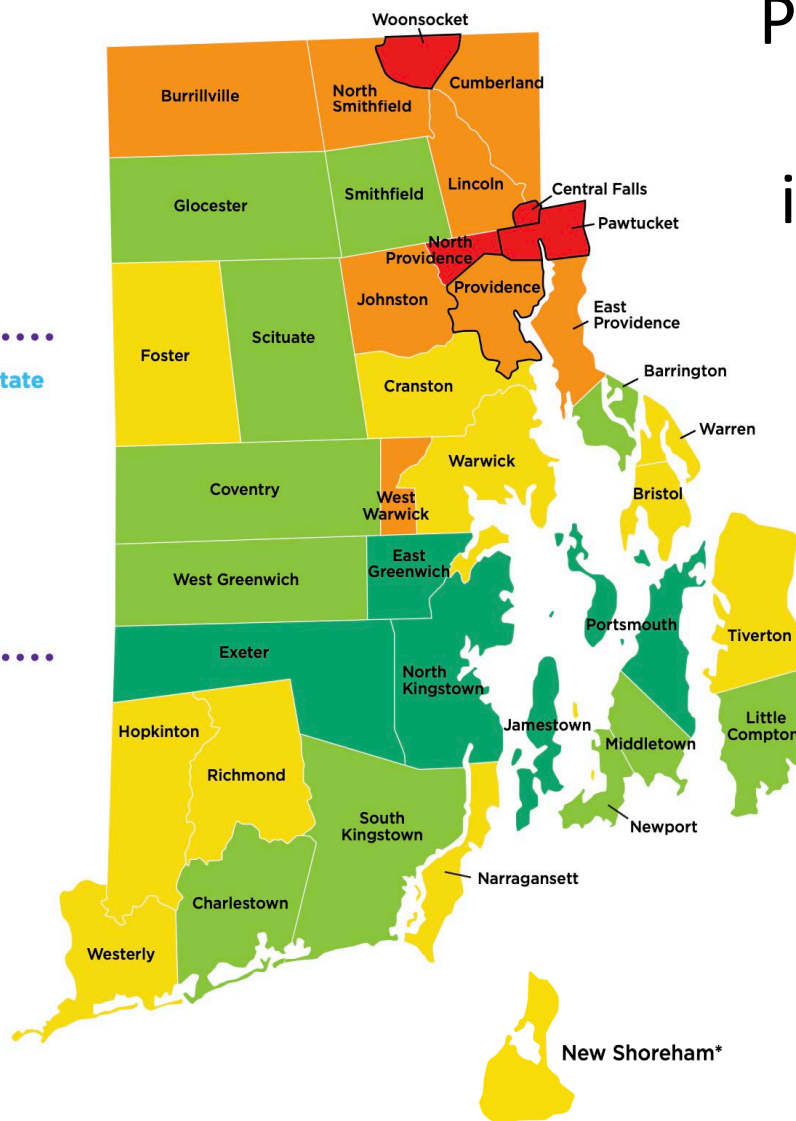 P
Woonsocket
Burrillville
North
Smithfield
Cumberland
Glocester
Smithfield
Lincoln
Central Falls
i
Pawtucket
North
Providence
Johnston
Providence
East
Providence
Foster
Scituate
tate
Cranston
Barrington
Warren
Warwick
Coventry
West
Warwick
Bristol
East
Greenwich
West Greenwich
Portsmouth
Tiverton
Exeter
North
Kingstown
Hopkinton
Jamestown
Middletown
Little
Compton
Richmond
South
Kingstown
Newport
Narragansett
Charlestown
Westerly
New Shoreham*